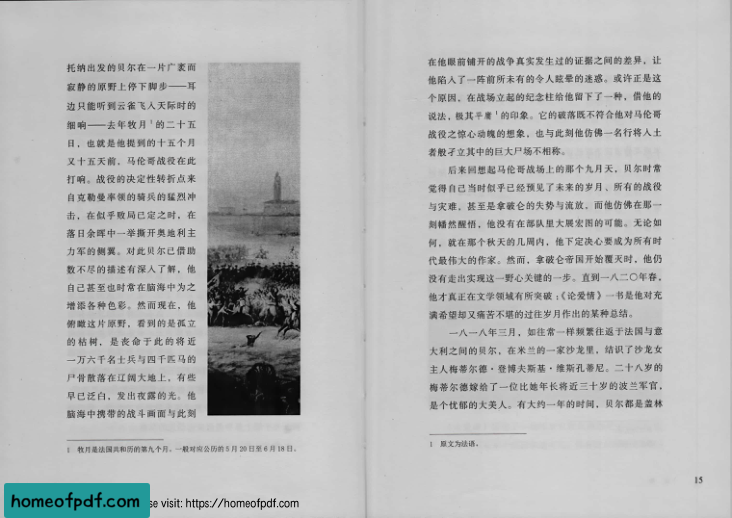 托纳出发的贝尔在一片广袤而
寂静的原野上停下脚步——耳
边只能听到云雀飞入天际时的
细响——去年牧月1的二十五
日，也就是他提到的十五个月
又十五天前，马伦哥战役在此
打响。战役的决定性转折点来
自克勒曼率领的骑兵的猛烈冲
击，在似乎败局已定之时，在
落日余晖中一举撕开奥地利主
力军的侧翼。对此贝尔已借助
数不尽的描述有深入了解，他
自己甚至也时常在脑海中为之
增添各种色彩。然而现在，他
俯瞰这片原野，看到的是孤立
的枯树，是丧命于此的将近
一万六千名士兵与四千匹马的
尸骨散落在辽阔大地上，有些
早已泛白，发出夜露的光。他
脑海中携带的战斗画面与此刻
1 牧月是法国共和历的第九个月，一般对应公历的5月20日至6月18日。
在他眼前铺开的战争真实发生过的证据之间的差异，让
他陷入了一阵前所未有的令人眩晕的迷惑。或许正是这
个原因，在战场立起的纪念柱给他留下了一种，借他的
说法，极其平庸1的印象。它的破落既不符合他对马伦哥
战役之惊心动魄的想象，也与此刻他仿佛一名行将入土
者般孑立其中的巨大尸场不相称。
后来回想起马伦哥战场上的那个九月天，贝尔时常
觉得自己当时似乎已经预见了未来的岁月、所有的战役
与灾难，甚至是拿破仑的失势与流放，而他仿佛在那一
刻幡然醒悟，他没有在部队里大展宏图的可能。无论如
何，就在那个秋天的几周内，他下定决心要成为所有时
代最伟大的作家。然而，拿破仑帝国开始覆灭时，他仍
没有走出实现这一野心关键的一步。直到一八二〇年春，
他才真正在文学领域有所突破：《论爱情》一书是他对充
满希望却又痛苦不堪的过往岁月作出的某种总结。
一八一八年三月，如往常一样频繁往返于法国与意
大利之间的贝尔，在米兰的一家沙龙里，结识了沙龙女
主人梅蒂尔德·登博夫斯基·维斯孔蒂尼。二十八岁的
梅蒂尔德嫁给了一位比她年长将近三十岁的波兰军官，
是个忧郁的大美人。有大约一年的时间，贝尔都是盖林
1 原文为法语。
15
homeofpdf.com
se visit: https://homeofpdf.com